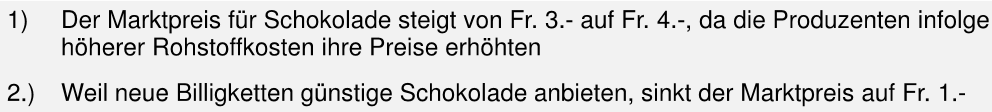 1) Der Marktpreis für Schokolade steigt von Fr. 3.- auf Fr. 4.-, da die Produzenten infolge
höherer Rohstoffkosten ihre Preise erhöhten
2.) Weil neue Billigketten günstige Schokolade anbieten, sinkt der Marktpreis auf Fr. 1.-